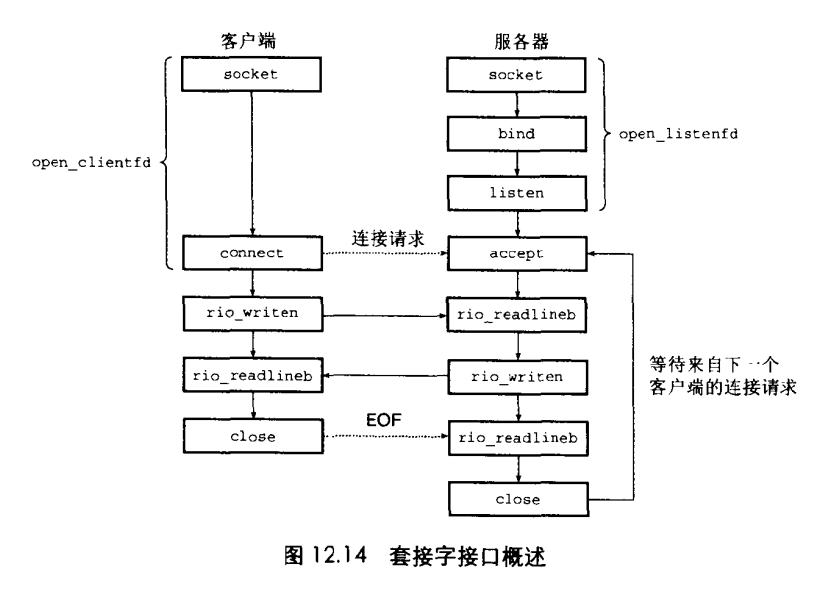 客户端 服务器
socket socket
bind
open_clientfd open_listenfd
listen
连接请求
connect accept
rio_writen rio_readlineb
等待来自下一个
rio_readlineb rio_writen
客户端的连接请求
EOF
close rio_readlineb
close
图 12.14 套接字接口概述